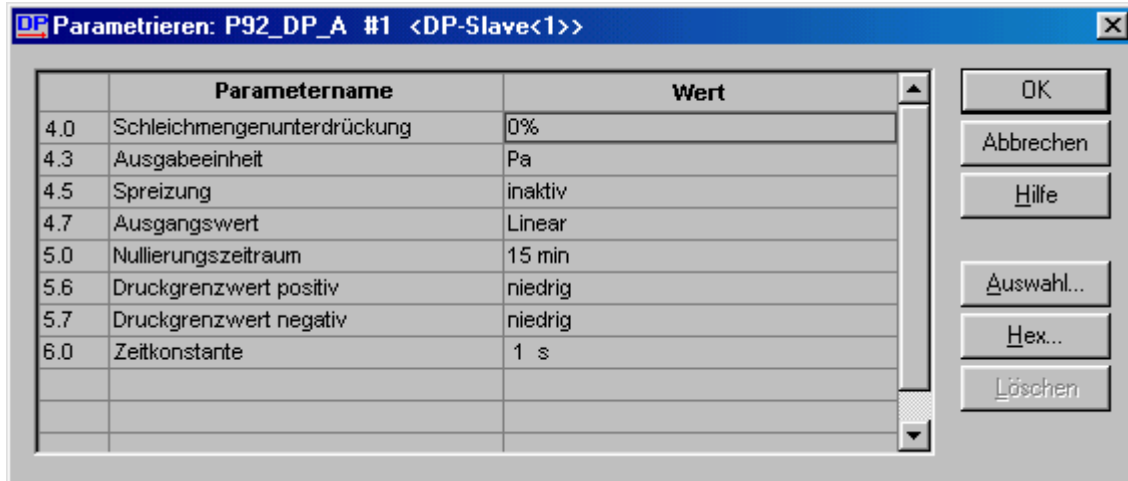 DP Parametrieren: P92_DP_A #1 <DP-Slave<1>>
Parametername Wert
4.0 Schleichmengenunterdrückung 0%
4.3 Ausgabeeinheit Pa
4.5 Spreizung inaktiv
4.7 Ausgangswert Linear
5.0 Nullierungszeitraum 15 min
5.6 Druckgrenzwert positiv niedrig
5.7 Druckgrenzwert negativ niedrig
6.0 Zeitkonstante 1 s
OK
Abbrechen
Hilfe
Auswahl...
Hex...
Löschen